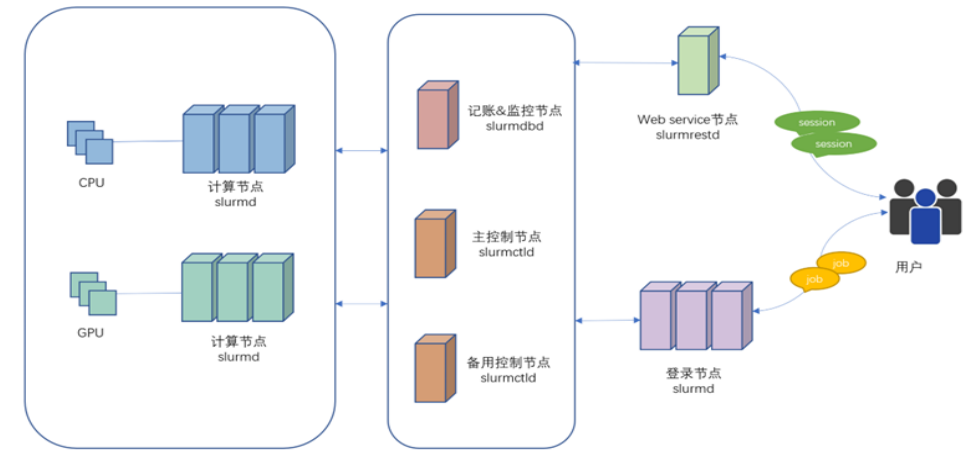 CPU
计算节点
slurmd
GPU
计算节点
slurmd
记账&监控节点
slurmdbd
主控制节点
slurmctld
备用控制节点
slurmctld
Web service节点
slurmrestd
session
session
job
job
登录节点
slurmd
用户